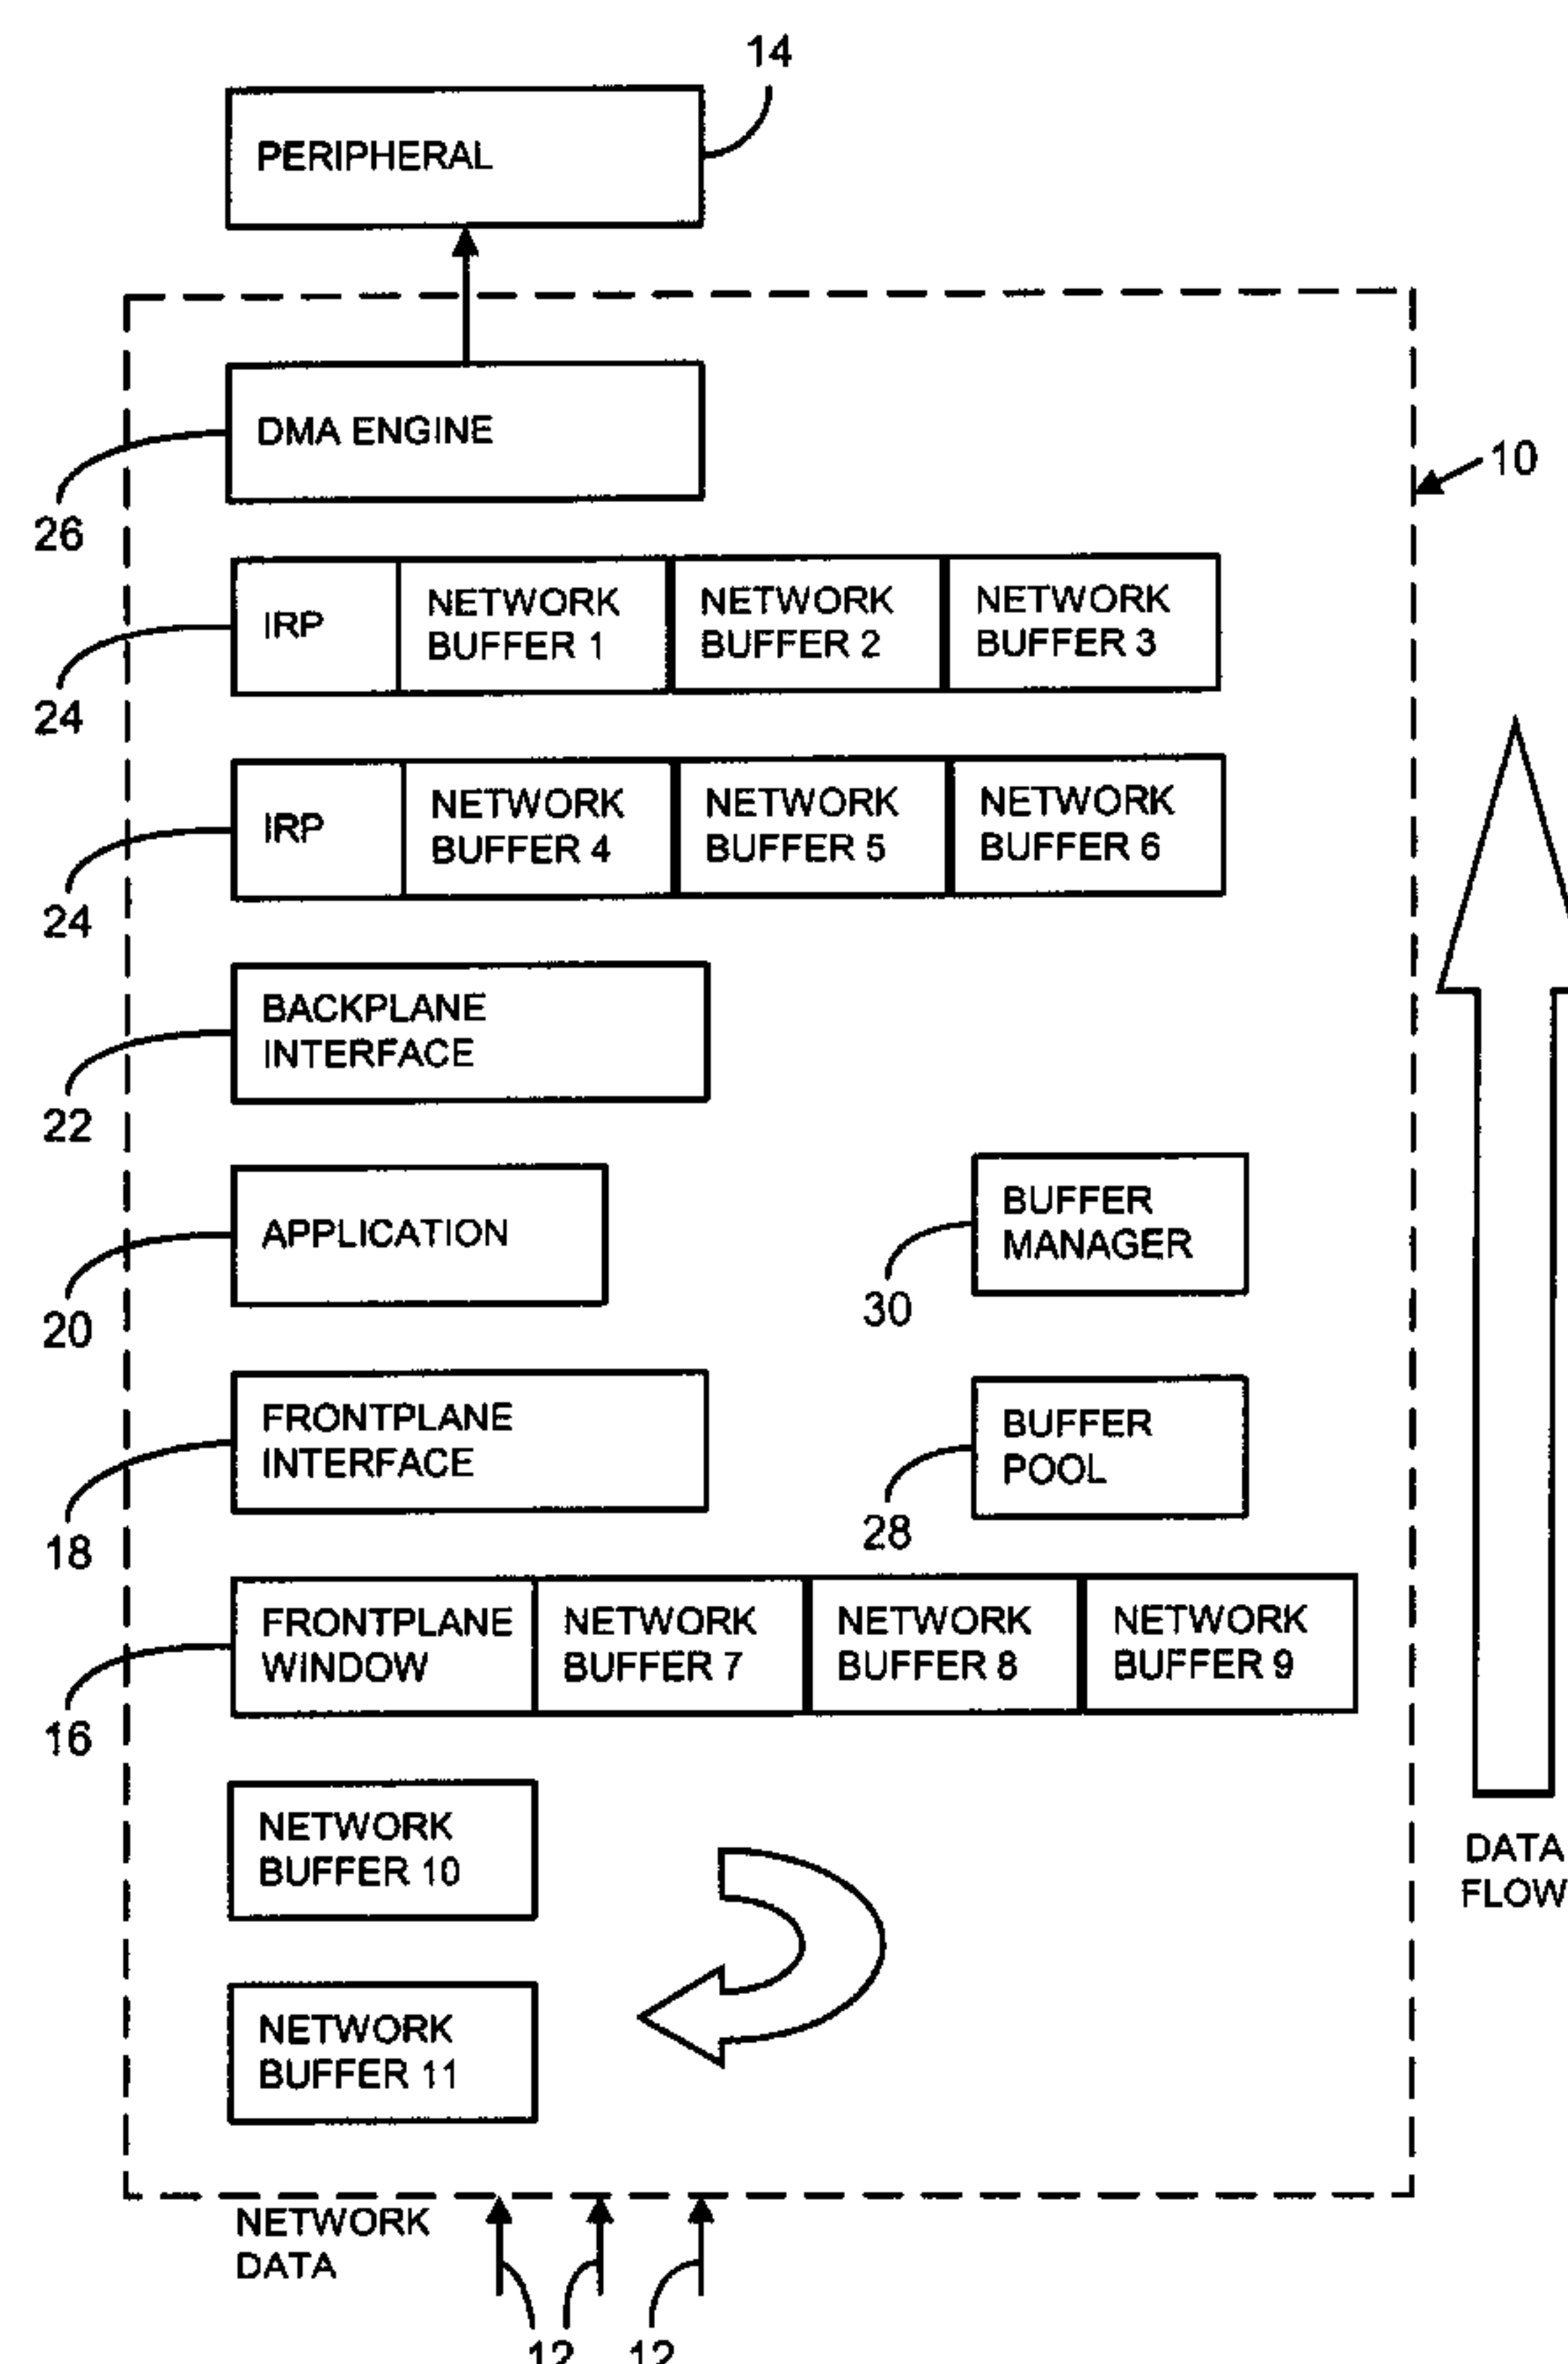 14
PERIPHERAL
DMA ENGINE
10
26
IRP
NETWORK
BUFFER 1
NETWORK
BUFFER 2
NETWORK
BUFFER 3
24
IRP
NETWORK
BUFFER 4
NETWORK
BUFFER 5
NETWORK
BUFFER 6
24
BACKPLANE
INTERFACE
22
APPLICATION
20
BUFFER
MANAGER
30
FRONTPLANE
INTERFACE
18
BUFFER
POOL
28
FRONTPLANE
WINDOW
NETWORK
BUFFER 7
NETWORK
BUFFER 8
NETWORK
BUFFER 9
16
NETWORK
BUFFER 10
DATA
FLOW
NETWORK
BUFFER 11
NETWORK
DATA
12
12